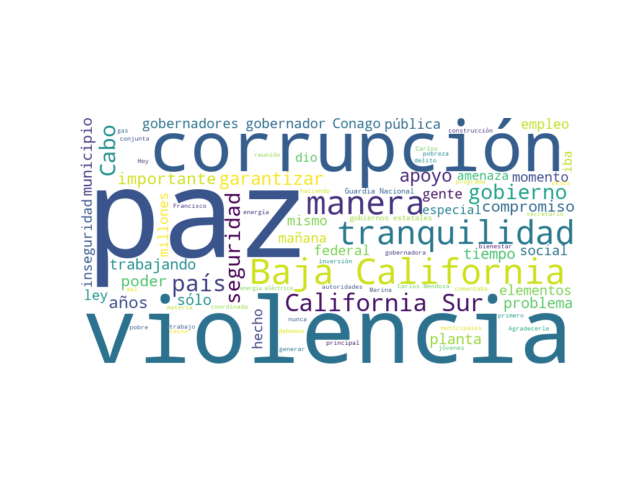 gobernadores gobernador Conago pública
construcción
empleo
municipio
Cabo
gas
conjunta
Hoy
corrupción
reunión
dio
Carlos
pobreza
delito
iba
importante garantizar
apoyo
amenaza momento
programa
paz
manera
Guardia Nacional
gente
gobierno
inseguridad
Francisco
millones
seguridad
energía
mismo
gobiernos estatales
especial
compromiso
secretario
mañana
tranquilidad
trabajando
federal
gobernadora
bienestar
tiempo
social
poder
país
Baja California
inversión
energía eléctrica
autoridades
Marina
Carlos Mendoza
comentaba
elementos
ley
años
sólo
California Sur
problema
materia
coordinada
hecho
nunca
primero
violencia
pobre
trabajo
debemos
municipales
Agradecerle
generar
principal
planta
jóvenes